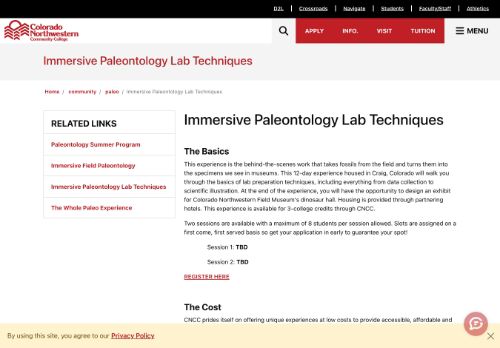 D2L | Crossroads | Navigate | Students | Faculty/Staff | Athletics
Colorado
Northwestern
Community College
APPLY INFO. VISIT TUITION MENU
Immersive Paleontology Lab Techniques
Home / community / paleo / Immersive Paleontology Lab Techniques
RELATED LINKS
Paleontology Summer Program
Immersive Field Paleontology
Immersive Paleontology Lab Techniques
The Whole Paleo Experience
Immersive Paleontology Lab Techniques
The Basics
This experience is the behind-the-scenes work that takes fossils from the field and turns them into
the specimens we see in museums. This 12-day experience housed in Craig, Colorado will walk you
through the basics of lab preparation techniques, including everything from data collection to
scientific illustration. At the end of the experience, you will have the opportunity to design an exhibit
for Colorado Northwestern Field Museum's dinosaur hall. Housing is provided through partnering
hotels. This experience is available for 3-college credits through CNCC.
Two sessions are available with a maximum of 8 students per session allowed. Slots are assigned on
a first come, first served basis so get your application in early to guarantee your spot!
Session 1: TBD
Session 2: TBD
REGISTER HERE
The Cost
CNCC prides itself on offering unique experiences at low costs to provide accessible, affordable and
By using this site, you agree to our Privacy Policy